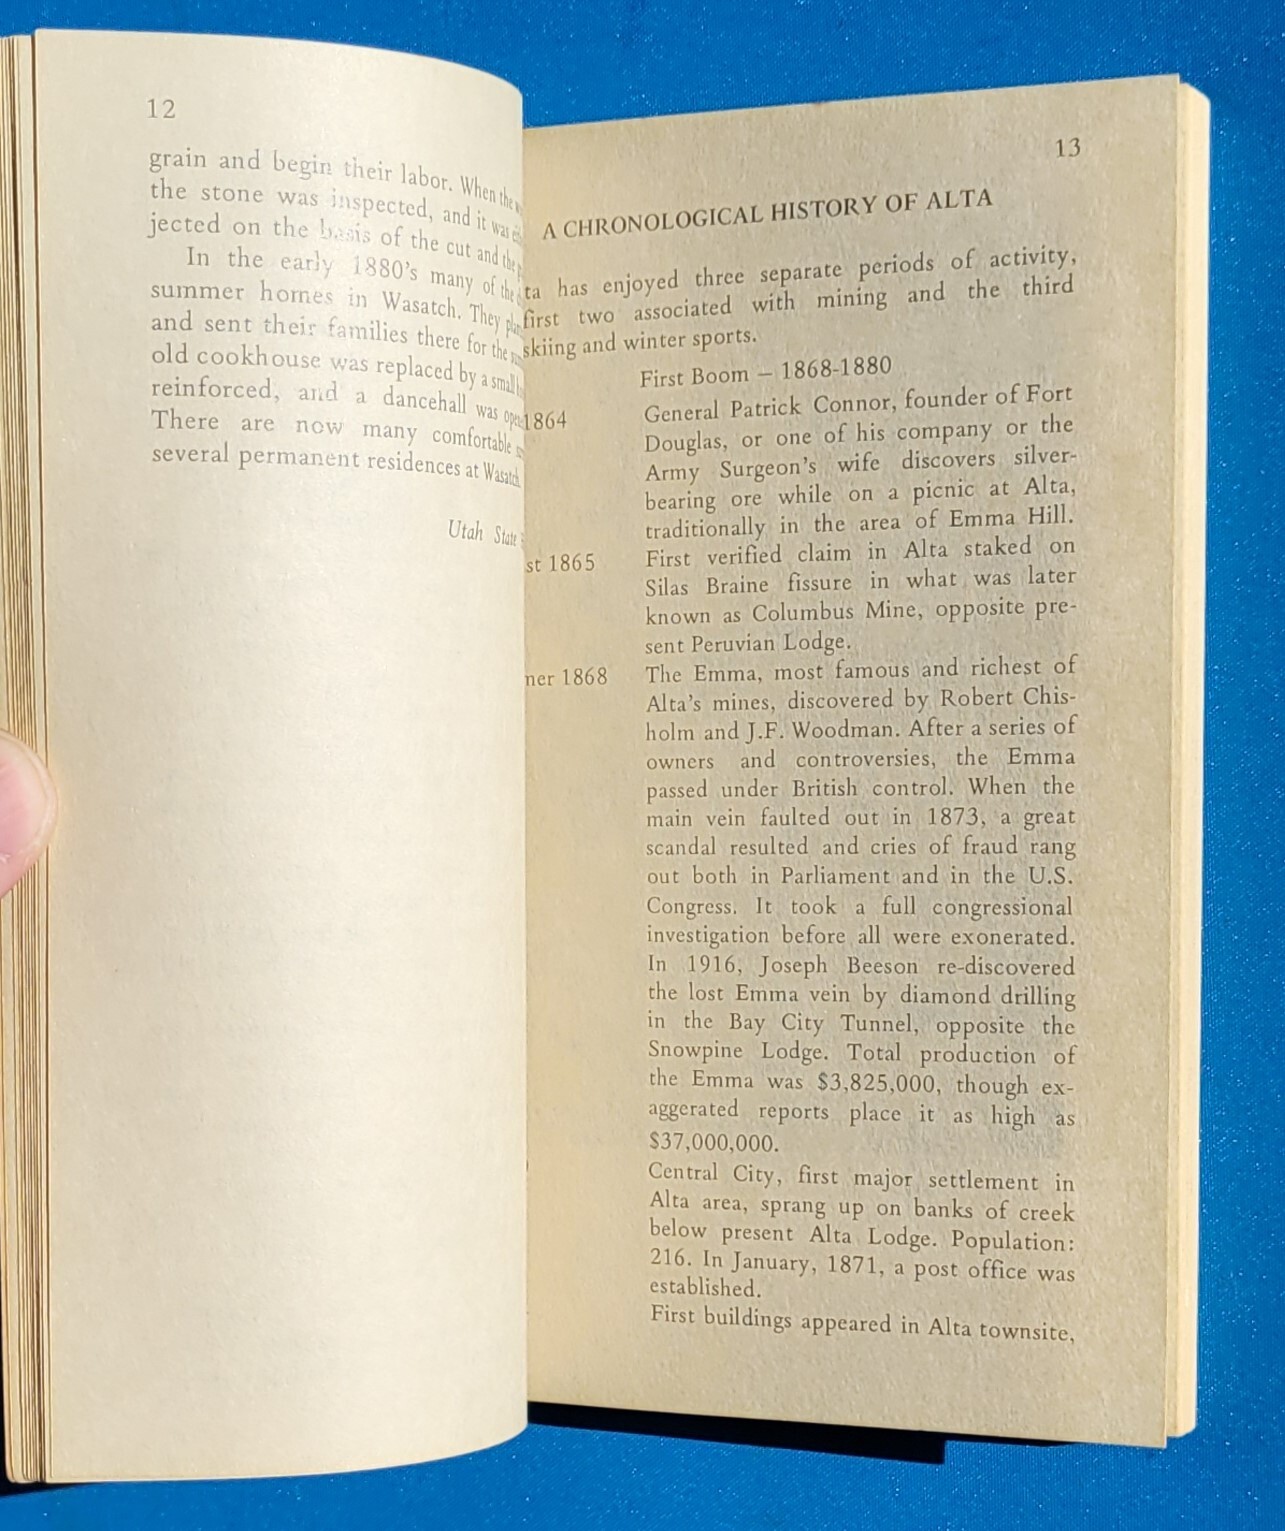 12
grain and begin their labor. When the
the stone was inspected, and it was
jected on the basis of the cut and the
In the early 1880's many of the
summer homes in Wasatch. They
and sent their families there for the
old cookhouse was replaced by a small
reinforced, and a dancehall was
There are now many comfortable
several permanent residences at Wasatch.
Utah State
13
A CHRONOLOGICAL HISTORY OF ALTA
ta has enjoyed three separate periods of activity,
first two associated with mining and the third
skiing and winter sports.
First Boom – 1868-1880
1864 General Patrick Connor, founder of Fort
Douglas, or one of his company or the
Army Surgeon's wife discovers silver-
bearing ore while on a picnic at Alta,
traditionally in the area of Emma Hill.
st 1865 First verified claim in Alta staked on
Silas Braine fissure in what was later
known as Columbus Mine, opposite pre-
sent Peruvian Lodge.
ner 1868 The Emma, most famous and richest of
Alta's mines, discovered by Robert Chis-
holm and J.F. Woodman. After a series of
owners and controversies, the Emma
passed under British control. When the
main vein faulted out in 1873, a great
scandal resulted and cries of fraud rang
out both in Parliament and in the U.S.
Congress. It took a full congressional
investigation before all were exonerated.
In 1916, Joseph Beeson re-discovered
the lost Emma vein by diamond drilling
in the Bay City Tunnel, opposite the
Snowpine Lodge. Total production of
the Emma was $3,825,000, though ex-
aggerated reports place it as high as
$37,000,000.
Central City, first major settlement in
Alta area, sprang up on banks of creek
below present Alta Lodge. Population:
216. In January, 1871, a post office was
established.
First buildings appeared in Alta townsite,